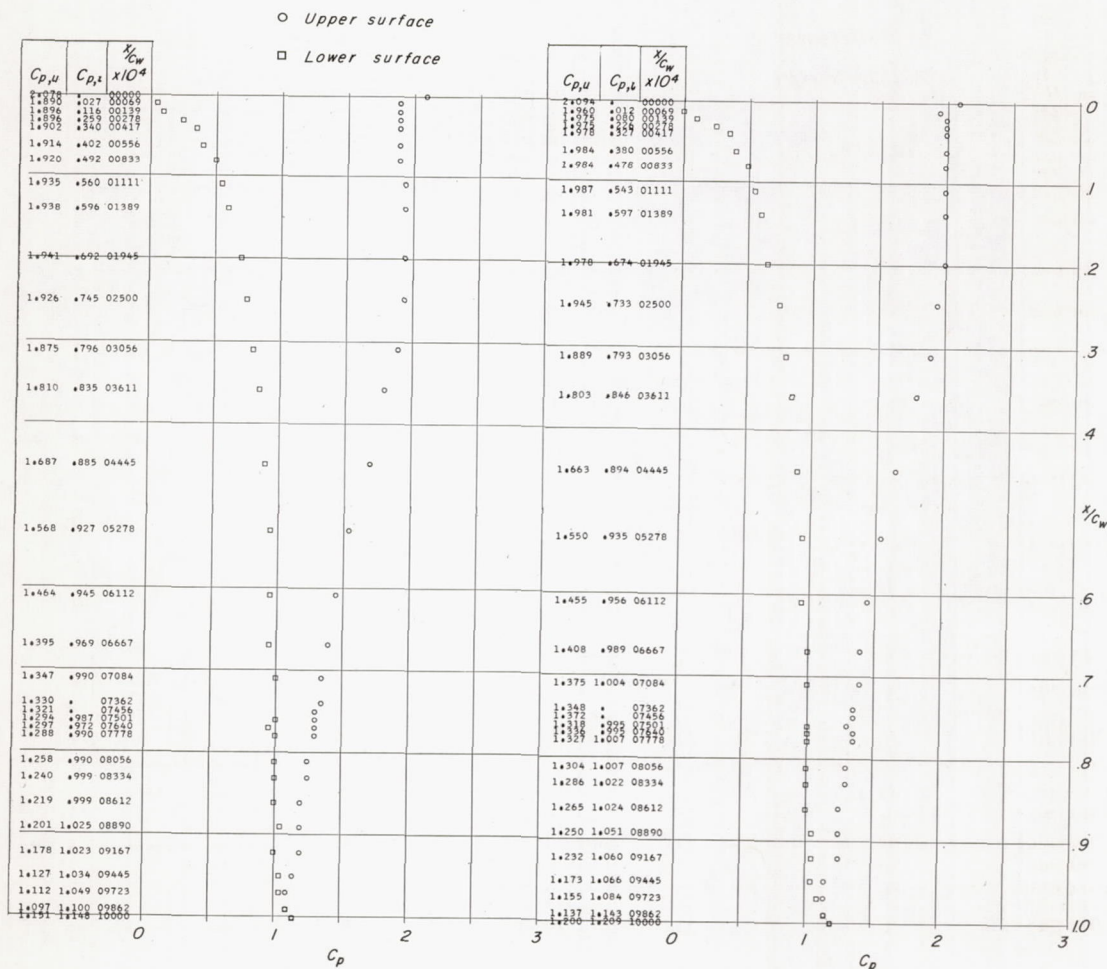 Upper surface
Lower surface
Cp,u Cp,l x/cw x10⁴
2.078 . 00000
1.890 .027 00069
1.896 .116 00139
1.896 .259 00278
1.902 .340 00417
1.914 .402 00556
1.920 .492 00833
1.935 .560 01111
1.938 .596 01389
1.941 .692 01945
1.926 .745 02500
1.875 .796 03056
1.810 .835 03611
1.687 .885 04445
1.568 .927 05278
1.464 .945 06112
1.395 .969 06667
1.347 .990 07084
1.330 . 07362
1.321 . 07456
1.294 .987 07501
1.297 .972 07640
1.288 .990 07778
1.258 .990 08056
1.240 .999 08334
1.219 .999 08612
1.201 1.025 08890
1.178 1.023 09167
1.127 1.034 09445
1.112 1.049 09723
1.097 1.100 09862
1.151 1.148 10000
0 1 2 3
Cp
Cp,u Cp,l x/cw x10⁴
2.094 . 00000
1.960 .012 00069
1.975 .080 00139
1.975 .226 00278
1.978 .327 00417
1.984 .380 00556
1.984 .478 00833
1.987 .543 01111
1.981 .597 01389
1.978 .674 01945
1.945 .733 02500
1.889 .793 03056
1.803 .846 03611
1.663 .894 04445
1.550 .935 05278
1.455 .956 06112
1.408 .989 06667
1.375 1.004 07084
1.348 . 07362
1.372 . 07456
1.318 .995 07501
1.336 .995 07640
1.327 1.007 07778
1.304 1.007 08056
1.286 1.022 08334
1.265 1.024 08612
1.250 1.051 08890
1.232 1.060 09167
1.173 1.066 09445
1.155 1.084 09723
1.137 1.143 09862
1.200 1.209 10000
0 1 2 3
Cp
0
.1
.2
.3
.4
x/cw
.6
.7
.8
.9
1.0